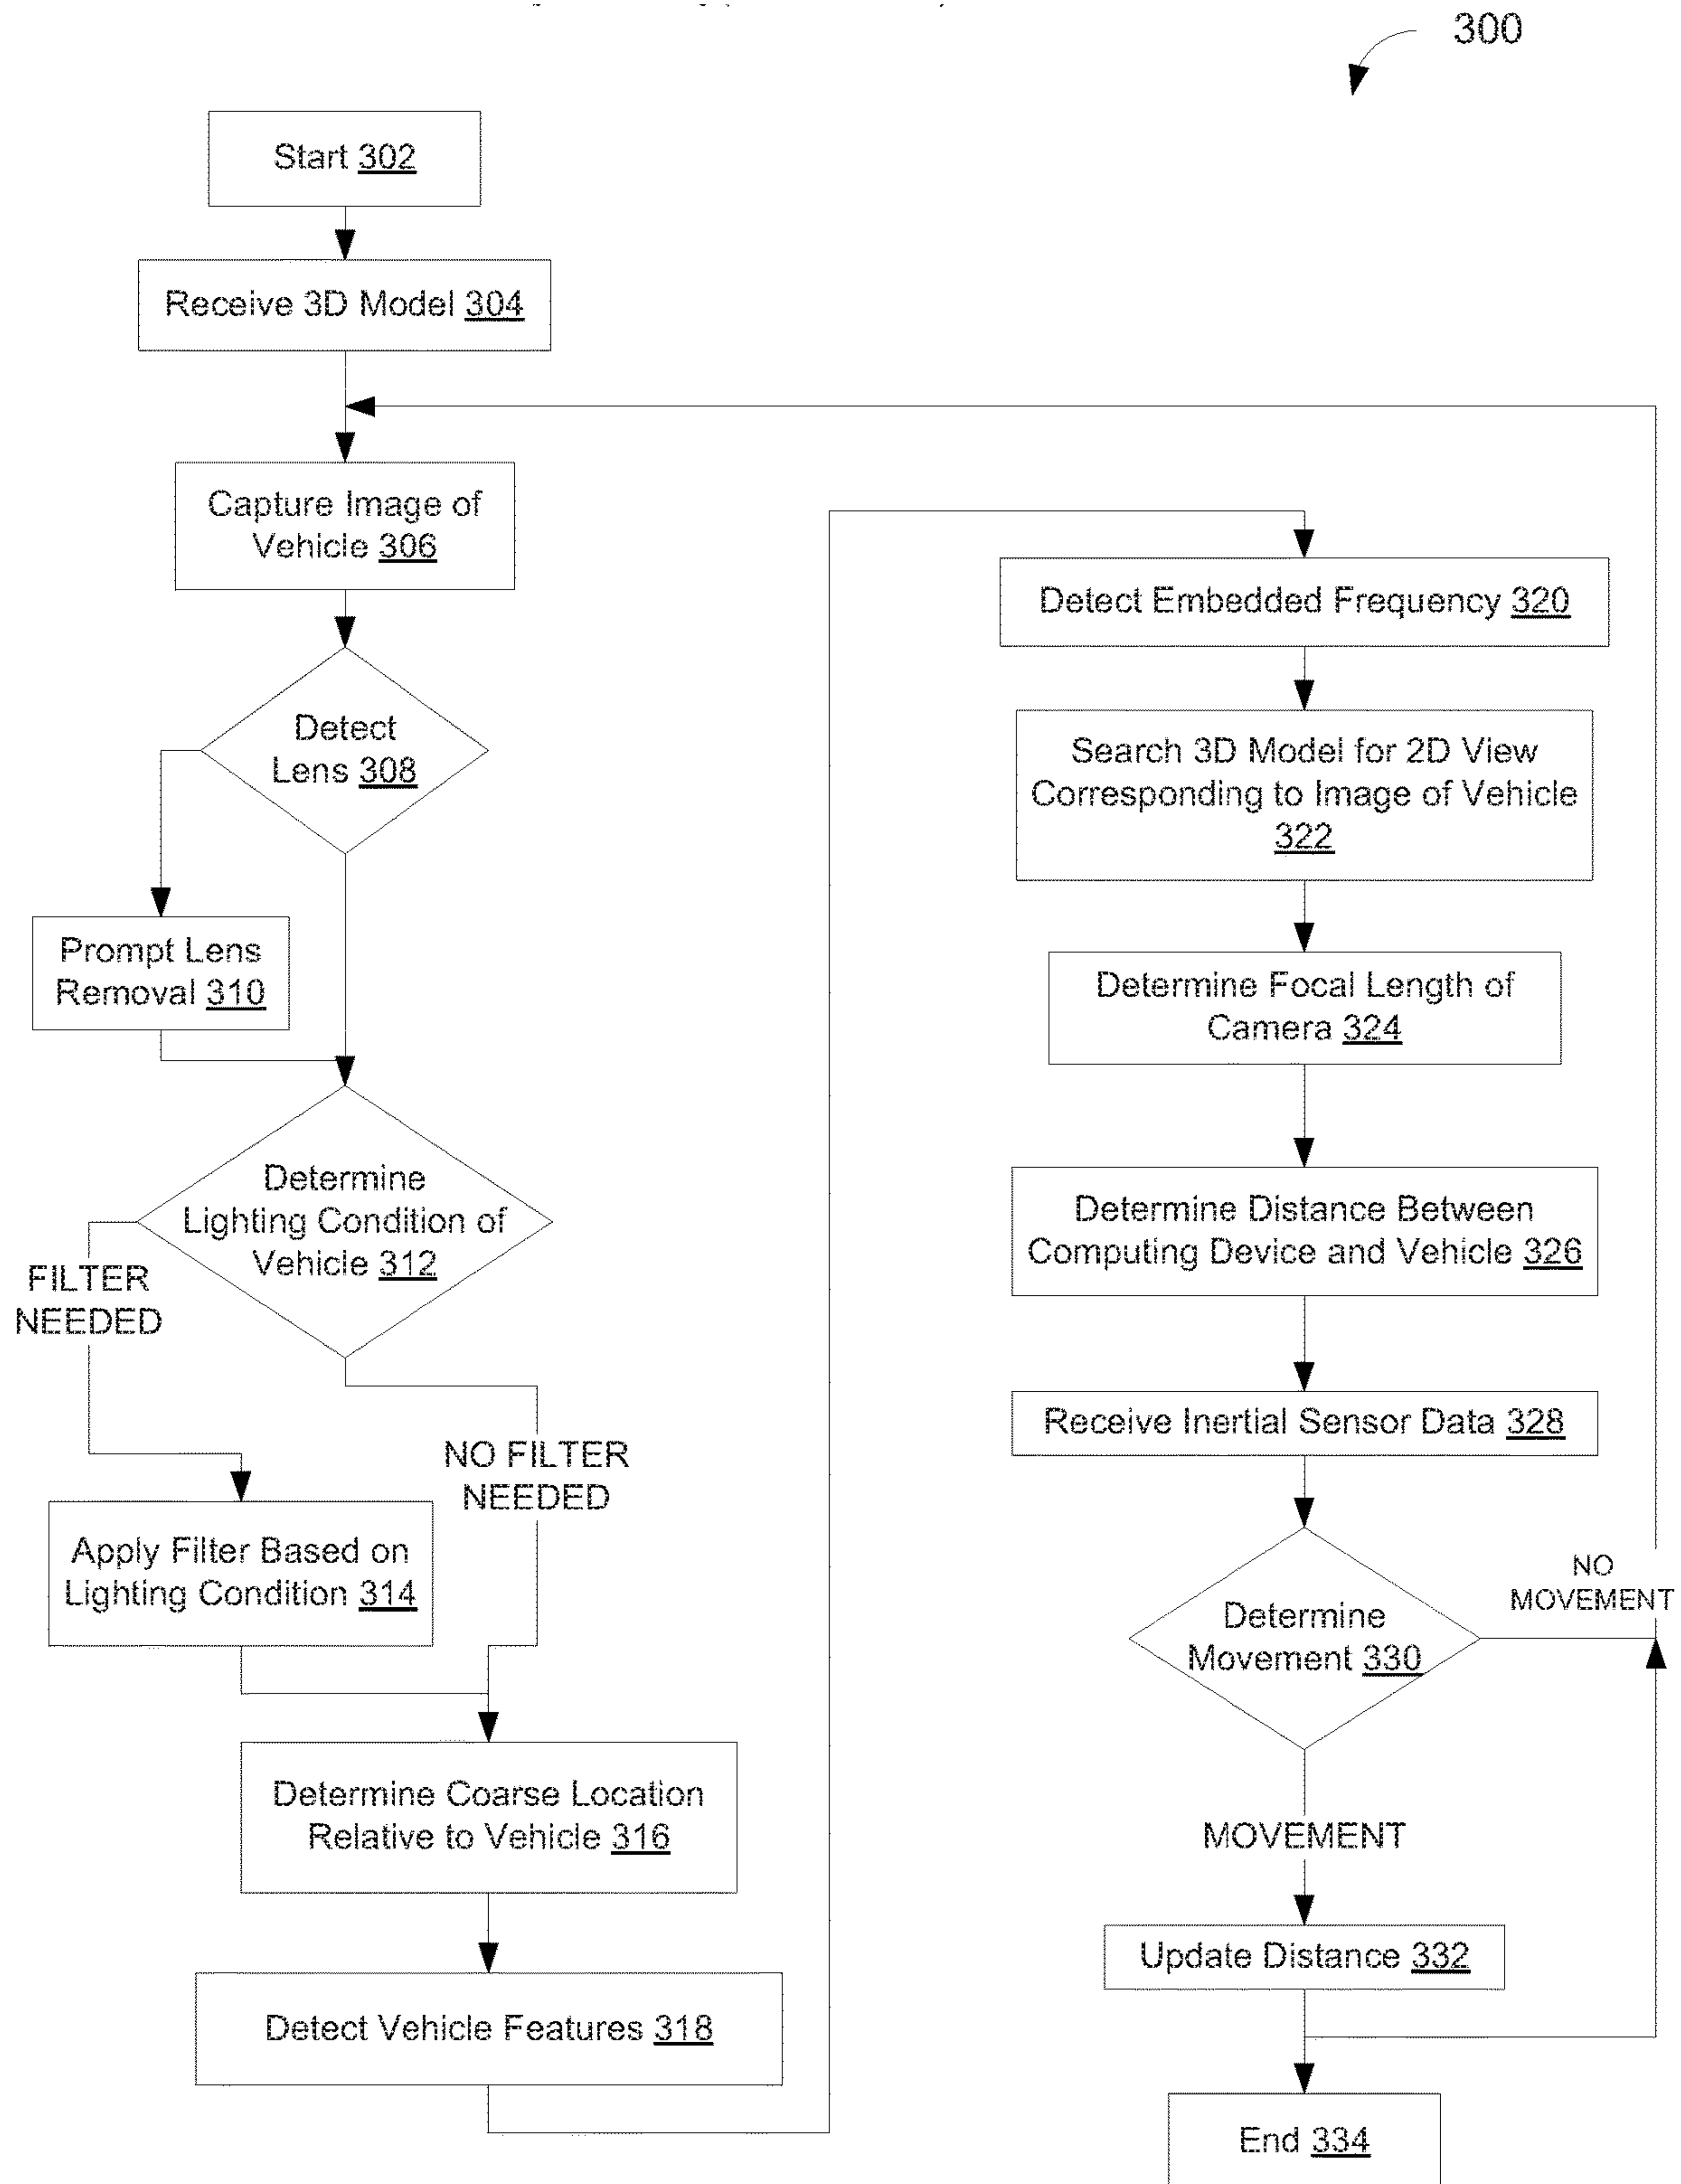 300
Start 302
Receive 3D Model 304
Capture Image of
Vehicle 306
Detect
Lens 308
Prompt Lens
Removal 310
Determine
Lighting Condition of
Vehicle 312
FILTER
NEEDED
NO FILTER
NEEDED
Apply Filter Based on
Lighting Condition 314
Determine Coarse Location
Relative to Vehicle 316
Detect Vehicle Features 318
Detect Embedded Frequency 320
Search 3D Model for 2D View
Corresponding to Image of Vehicle
322
Determine Focal Length of
Camera 324
Determine Distance Between
Computing Device and Vehicle 326
Receive Inertial Sensor Data 328
Determine
Movement 330
NO
MOVEMENT
MOVEMENT
Update Distance 332
End 334